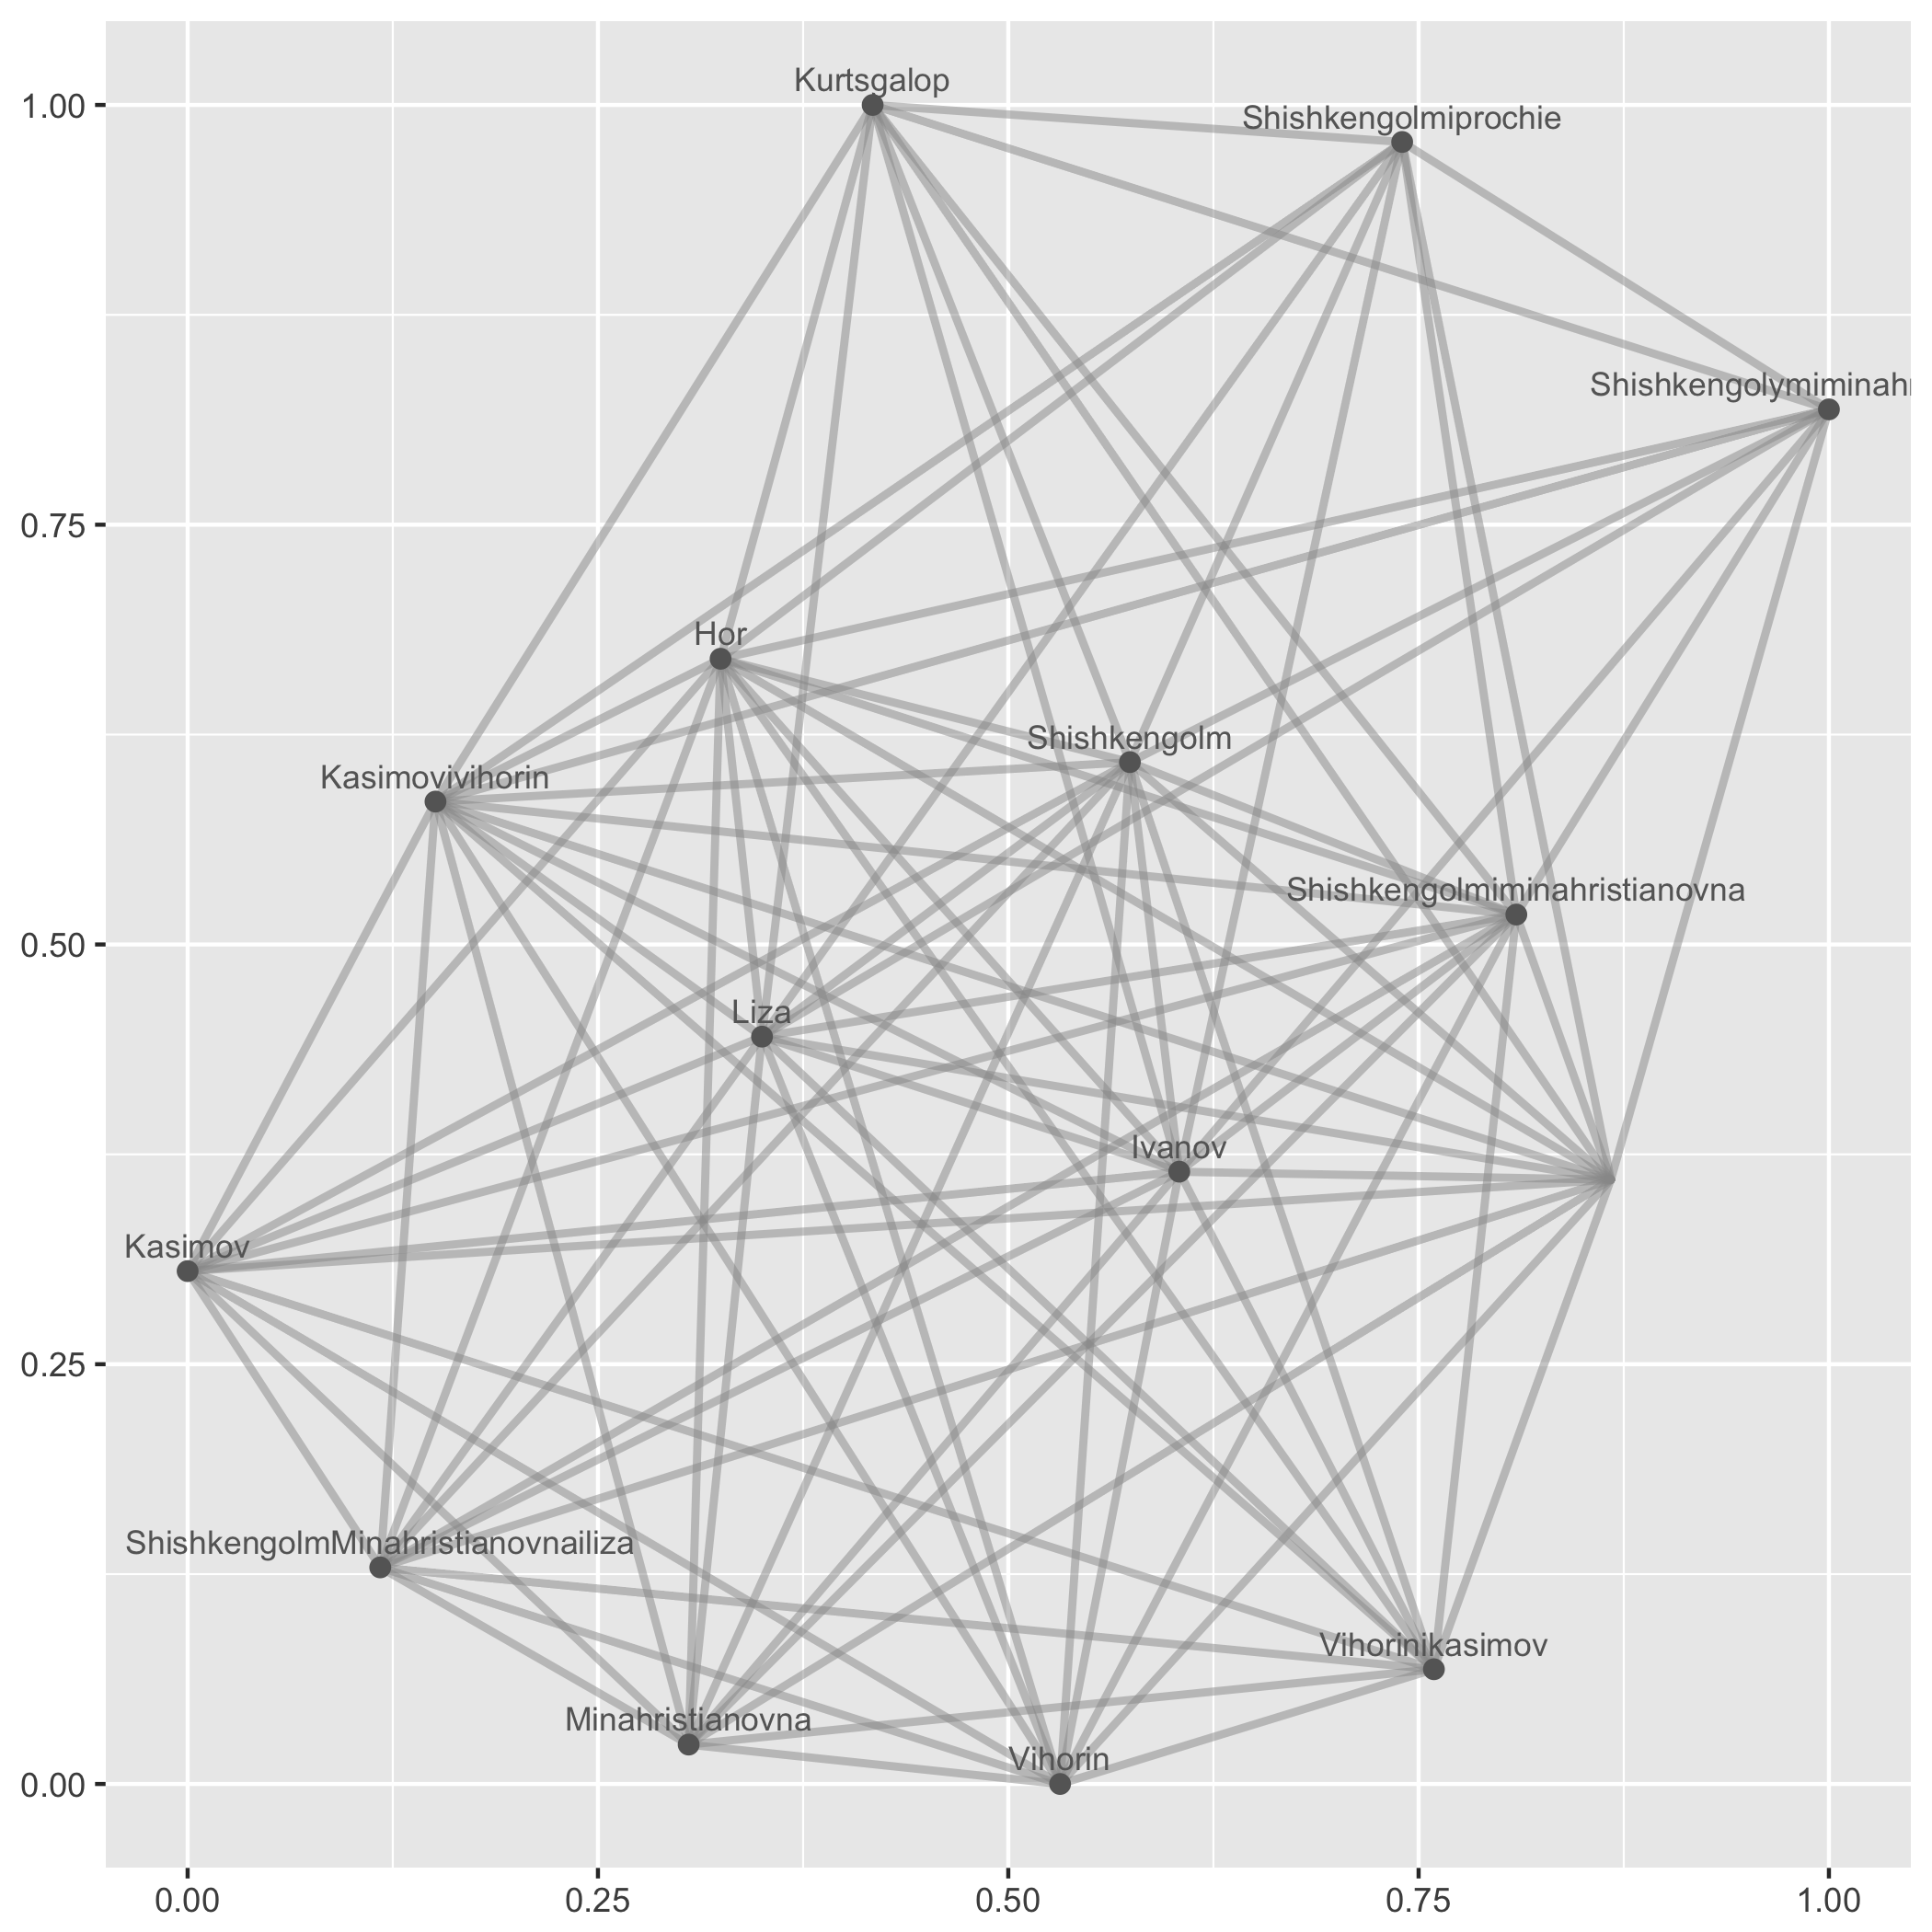 Kurtsgalop
1.00
Shishkengolmiprochie
Shishkengolymiminahr
0.75
Hor
Shishkengolm
Kasimovivihorin
Shishkengolmiminahristianovna
0.50
Liza
Ivanov
Kasimov
0.25
ShishkengolmMinahristianovnailiza
Vihorinikasimov
Minahristianovna
Vihorin
0.00
0.00 0.25 0.50 0.75 1.00